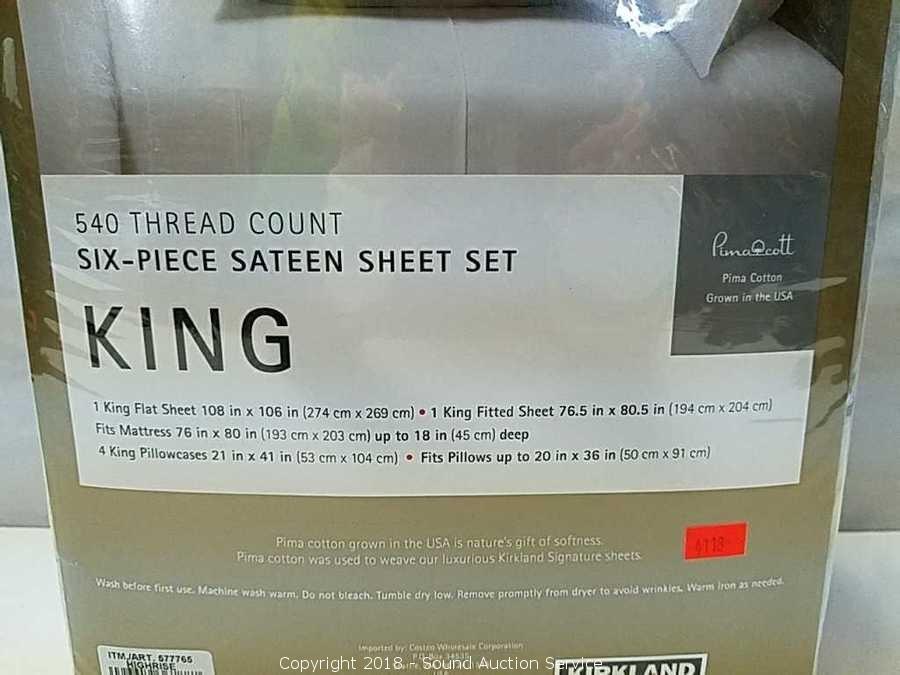 540 THREAD COUNT
SIX-PIECE SATEEN SHEET SET
KING
Pimacott
Pima Cotton
Grown in the USA
1 King Flat Sheet 108 in x 106 in (274 cm x 269 cm) • 1 King Fitted Sheet 76.5 in x 80.5 in (194 cm x 204 cm)
Fits Mattress 76 in x 80 in (193 cm x 203 cm) up to 18 in (45 cm) deep
4 King Pillowcases 21 in x 41 in (53 cm x 104 cm) • Fits Pillows up to 20 in x 36 in (50 cm x 91 cm)
Pima cotton grown in the USA is nature's gift of softness.
Pima cotton was used to weave our luxurious Kirkland Signature sheets.
Wash before first use. Machine wash warm. Do not bleach. Tumble dry low. Remove promptly from dryer to avoid wrinkles. Warm iron as needed.
ITM./ART. 577765
HIGHRISE
Imported by: Costco Wholesale Corporation
P.O. Box 34535
USA
KIRKLAND
Copyright 2018 - Sound Auction Service